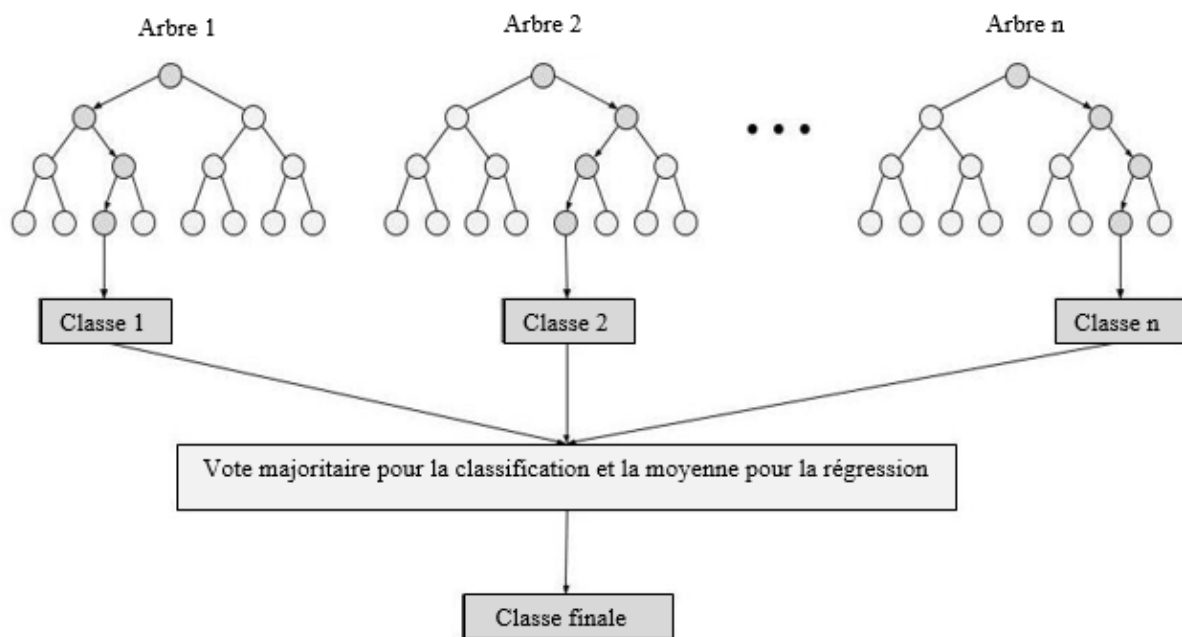 Arbre 1
Arbre 2
Arbre n
Classe 1
Classe 2
Classe n
Vote majoritaire pour la classification et la moyenne pour la régression
Classe finale